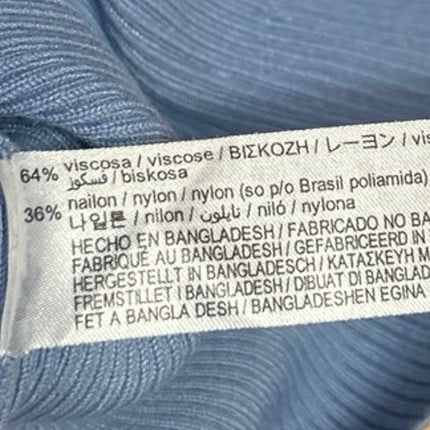 64% viscosa / viscose / ΒΙΣΚΟΖΗ / レーヨン / vis
فسكوز / biskosa
36% nailon / nylon / nylon (so p/o Brasil poliamida)
나일론 / nilon / نايلون / niló / nylona
HECHO EN BANGLADESH / FABRICADO NO BA
FABRIQUÉ AU BANGLADESH / GEFABRICEERD IN
HERGESTELLT IN BANGLADESCH / ΚΑΤΑΣΚΕΥΗ Μ
FREMSTILLET I BANGLADESH / DIBUAT DI BANGLAD
FET A BANGLA DESH / BANGLADESHEN EGINA